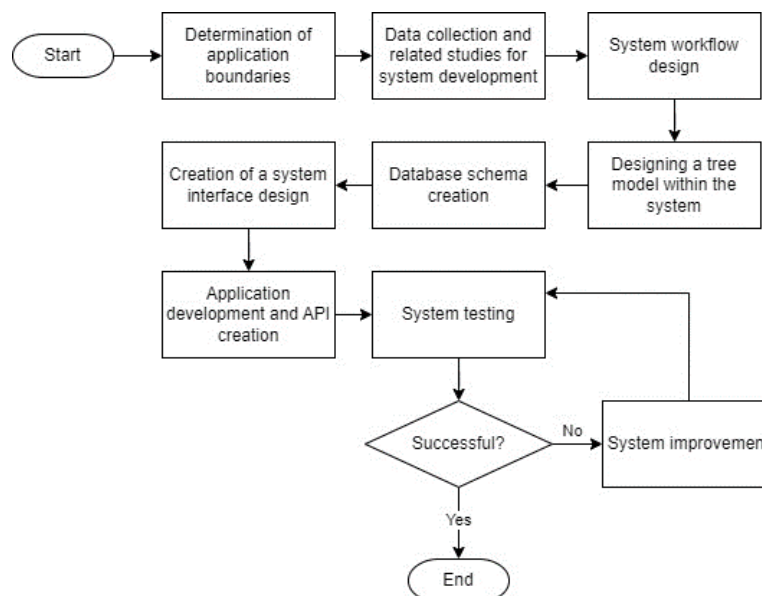 Start
Determination of
application
boundaries
Data collection and
related studies for
system development
System workflow
design
Designing a tree
model within the
system
Database schema
creation
Creation of a system
interface design
Application
development and API
creation
System testing
Successful?
No
System improvemen
Yes
End